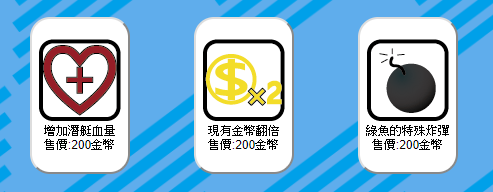 $
×2
增加潛艇血量
售價:200金幣
現有金幣翻倍
售價:200金幣
綠魚的特殊炸彈
售價:200金幣